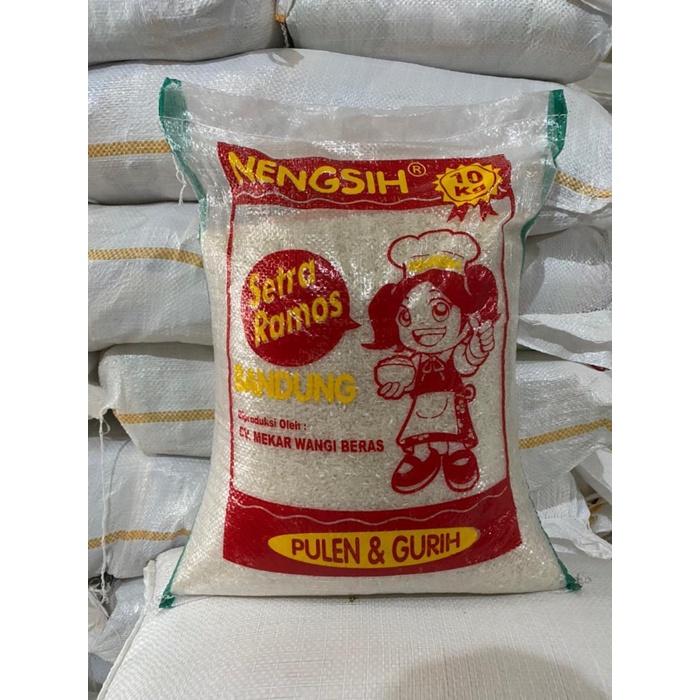 NENGSIH®
10
KG
Setra
Ramos
BANDUNG
Diproduksi Oleh :
CV. MEKAR WANGI BERAS
PULEN & GURIH